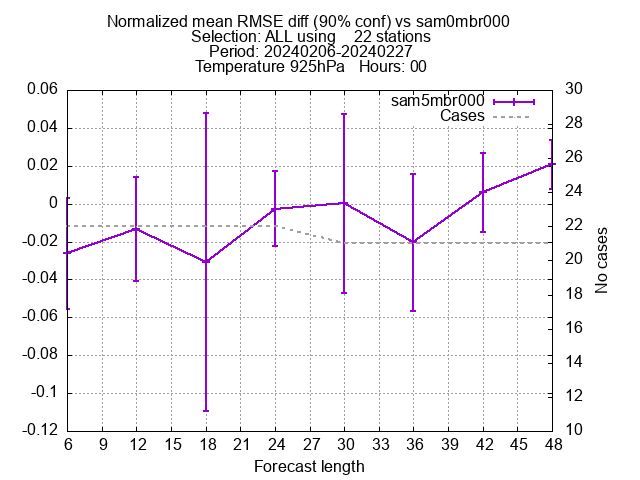 Normalized mean RMSE diff (90% conf) vs sam0mbr000
Selection: ALL using    22 stations
Period: 20240206-20240227
Temperature 925hPa   Hours: 00
sam5mbr000
Cases
0.06
0.04
0.02
0
-0.02
-0.04
-0.06
-0.08
-0.1
-0.12
30
28
26
24
22
20
18
16
14
12
10
No cases
6 9 12 15 18 21 24 27 30 33 36 39 42 45 48
Forecast length